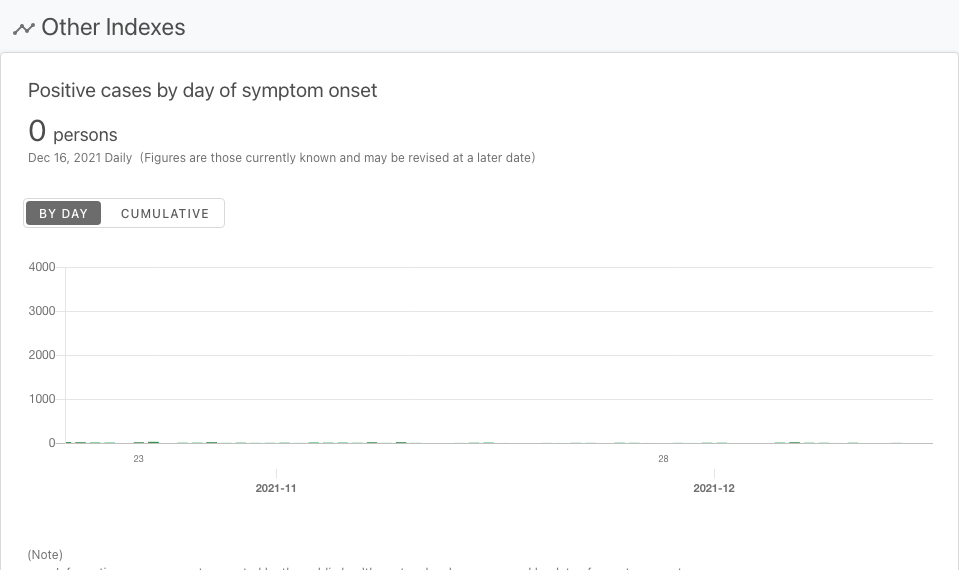 Other Indexes
Positive cases by day of symptom onset
0 persons
Dec 16, 2021 Daily (Figures are those currently known and may be revised at a later date)
BY DAY CUMULATIVE
4000
3000
2000
1000
0
23 28
2021-11 2021-12
(Note)